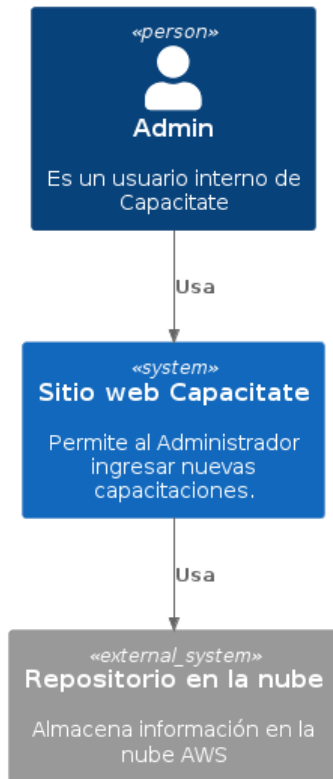 «person»
Admin
Es un usuario interno de
Capacitate
Usa
«system»
Sitio web Capacitate
Permite al Administrador
ingresar nuevas
capacitaciones.
Usa
«external_system»
Repositorio en la nube
Almacena información en la
nube AWS